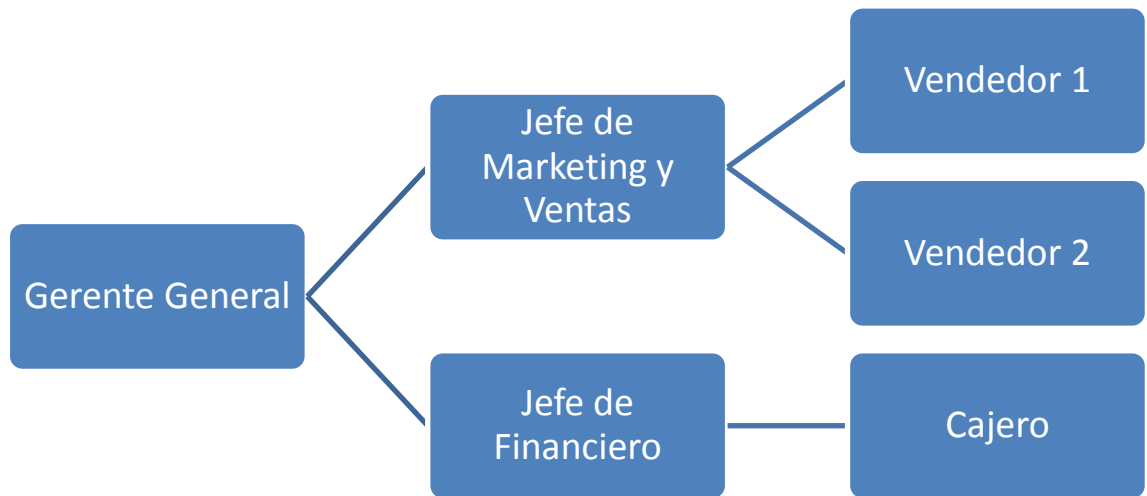 Gerente General
Jefe de
Marketing y
Ventas
Vendedor 1
Vendedor 2
Jefe de
Financiero
Cajero